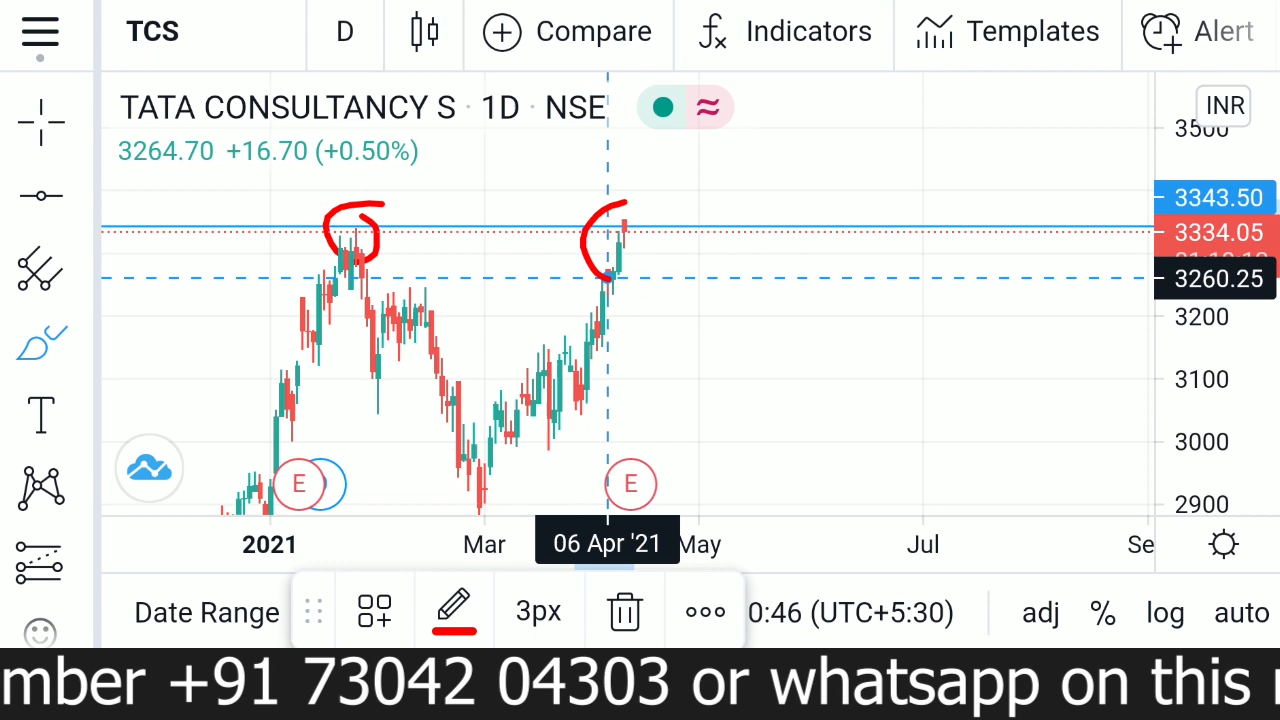 TCS D Compare Indicators Templates Alert
TATA CONSULTANCY S · 1D · NSE INR
3264.70 +16.70 (+0.50%)
3500
3343.50
3334.05
3260.25
3200
3100
3000
2900
E E
2021 Mar 06 Apr '21 May Jul Se
Date Range 3px 0:46 (UTC+5:30) adj % log auto
mber +91 73042 04303 or whatsapp on this